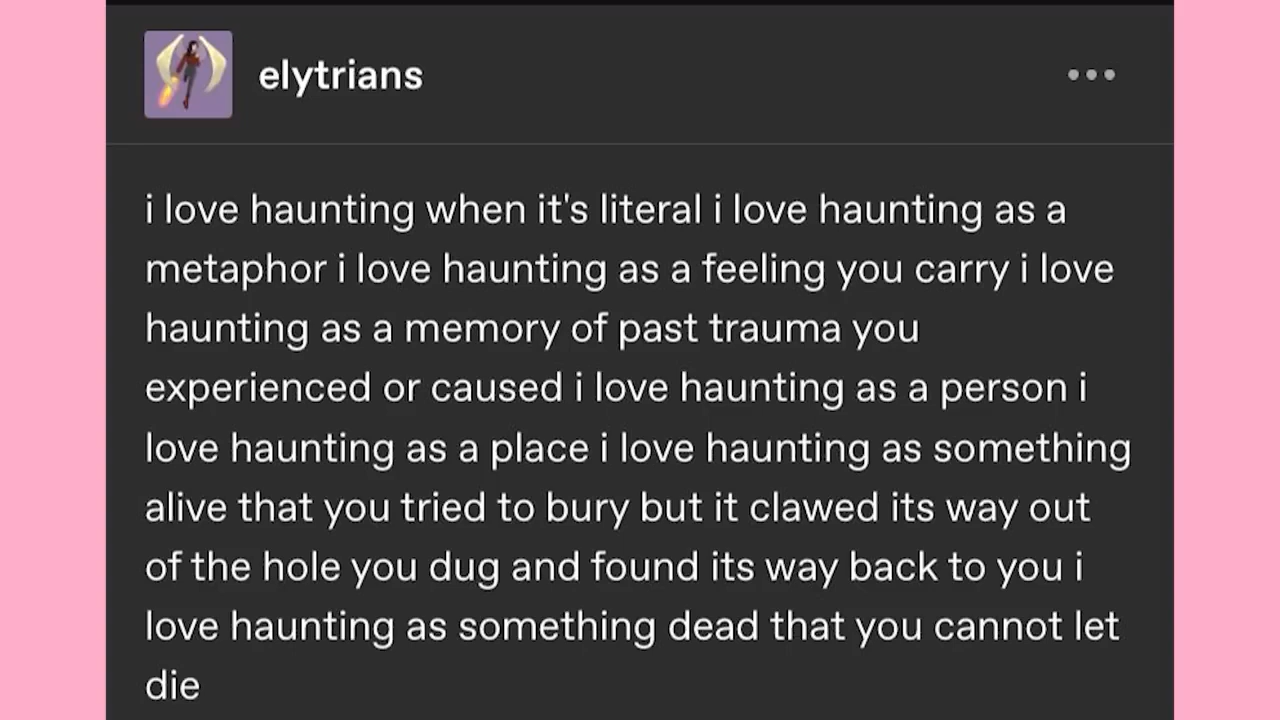 elytrians
i love haunting when it's literal i love haunting as a
metaphor i love haunting as a feeling you carry i love
haunting as a memory of past trauma you
experienced or caused i love haunting as a person i
love haunting as a place i love haunting as something
alive that you tried to bury but it clawed its way out
of the hole you dug and found its way back to you i
love haunting as something dead that you cannot let
die